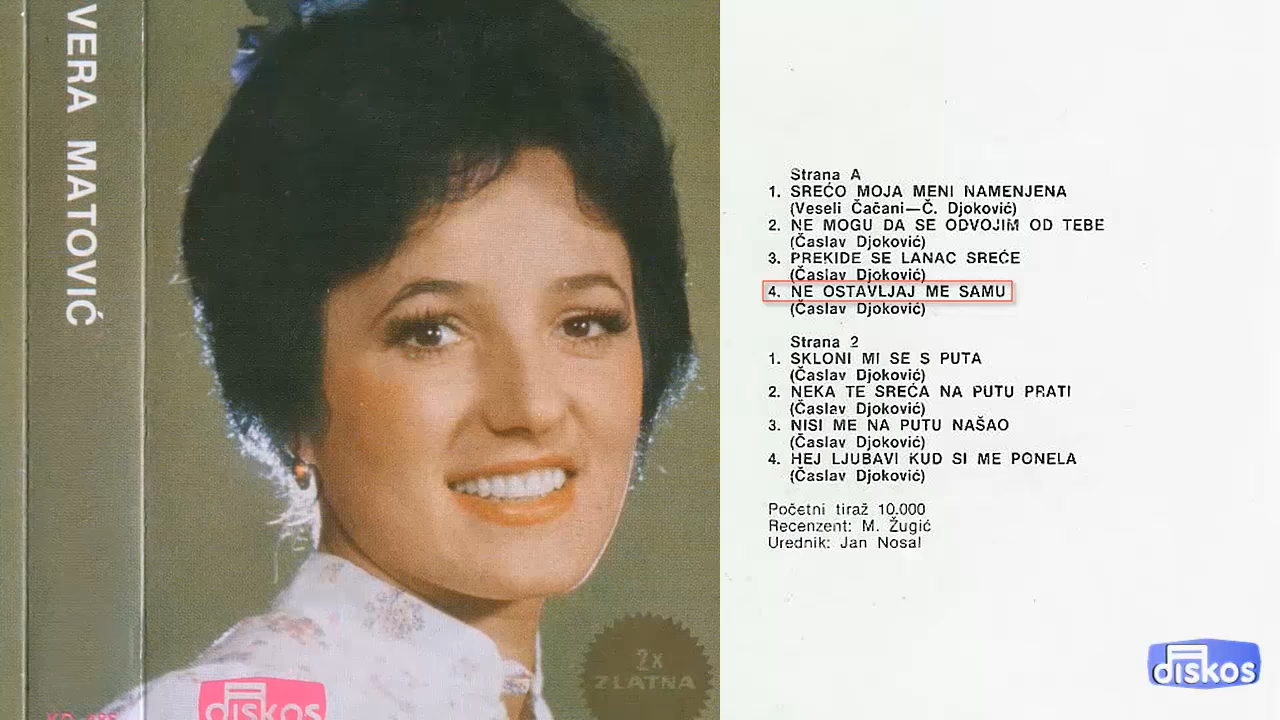 VERA MATOVIĆ
2x
ZLATNA
diskos
Strana A
1. SREĆO MOJA MENI NAMENJENA
(Veseli Čačani—Č. Djoković)
2. NE MOGU DA SE ODVOJIM OD TEBE
(Časlav Djoković)
3. PREKIDE SE LANAC SREĆE
(Časlav Djoković)
4. NE OSTAVLJAJ ME SAMU
(Časlav Djoković)
Strana 2
1. SKLONI MI SE S PUTA
(Časlav Djoković)
2. NEKA TE SREĆA NA PUTU PRATI
(Časlav Djoković)
3. NISI ME NA PUTU NAŠAO
(Časlav Djoković)
4. HEJ LJUBAVI KUD SI ME PONELA
(Časlav Djoković)
Početni tiraž 10.000
Recenzent: M. Žugić
Urednik: Jan Nosal
diskos